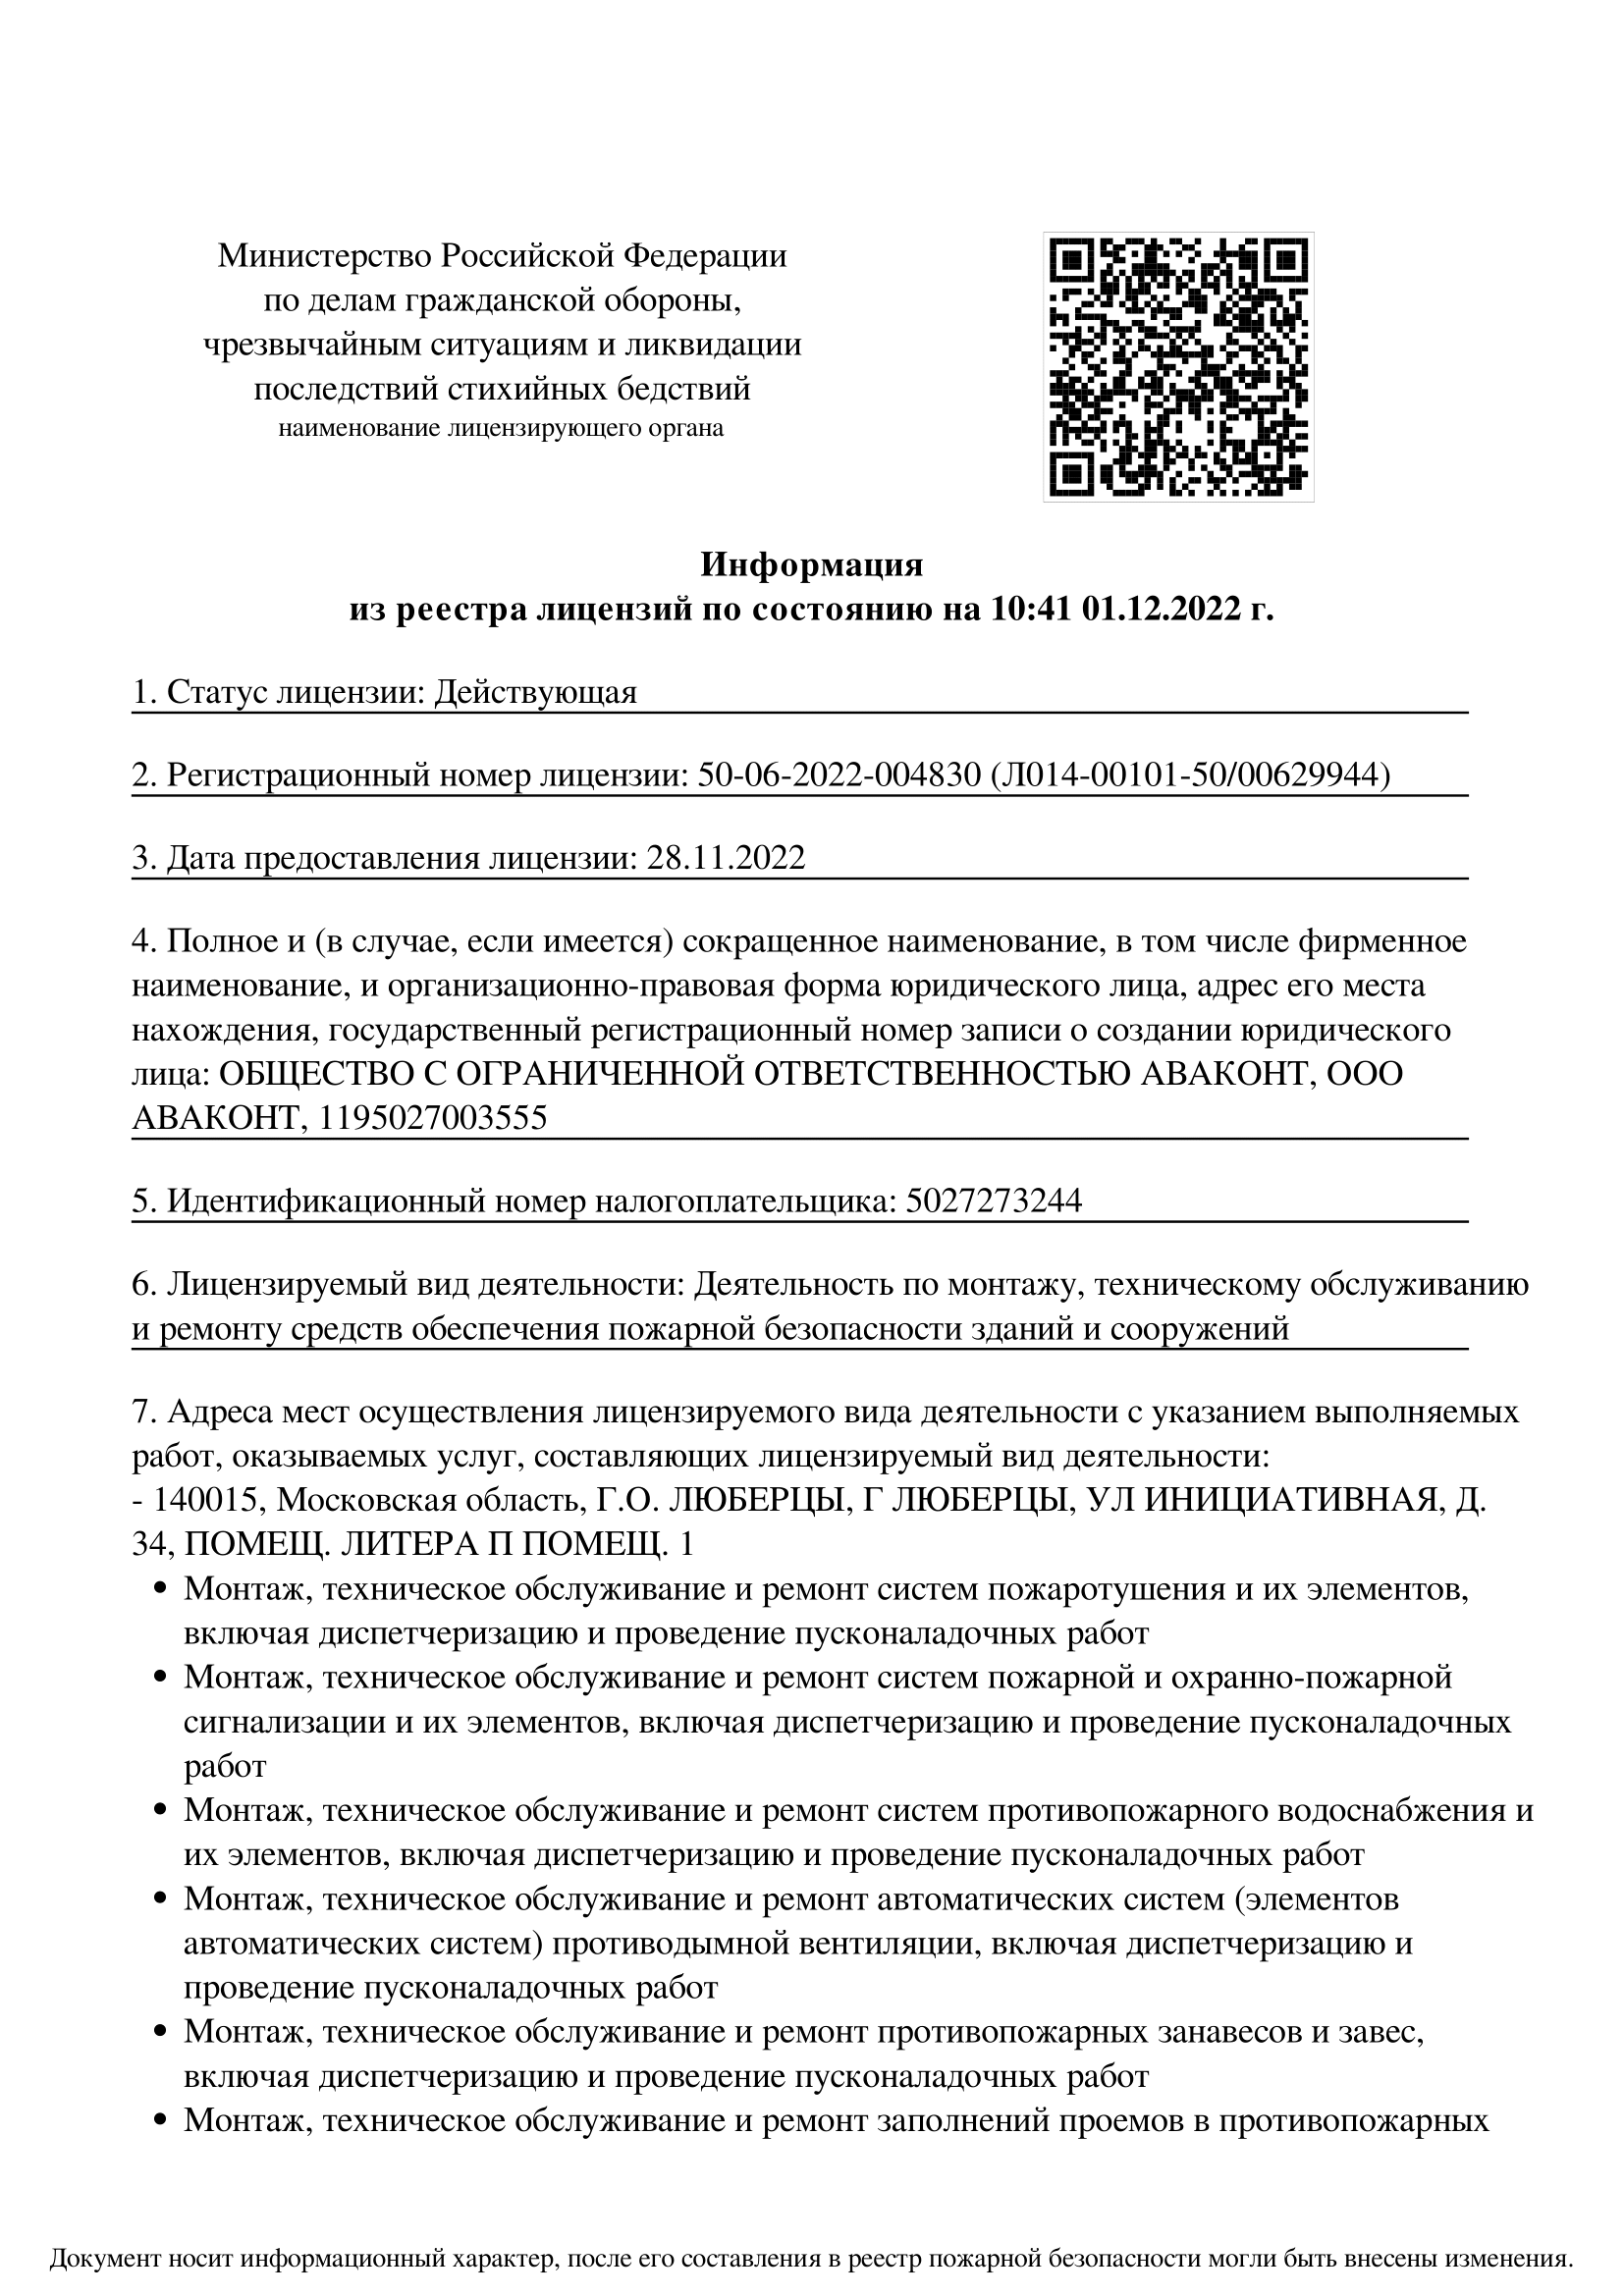 Министерство Российской Федерации
по делам гражданской обороны,
чрезвычайным ситуациям и ликвидации
последствий стихийных бедствий
наименование лицензирующего органа
Информация
из реестра лицензий по состоянию на 10:41 01.12.2022 г.
1. Статус лицензии: Действующая
2. Регистрационный номер лицензии: 50-06-2022-004830 (Л014-00101-50/00629944)
3. Дата предоставления лицензии: 28.11.2022
4. Полное и (в случае, если имеется) сокращенное наименование, в том числе фирменное
наименование, и организационно-правовая форма юридического лица, адрес его места
нахождения, государственный регистрационный номер записи о создании юридического
лица: ОБЩЕСТВО С ОГРАНИЧЕННОЙ ОТВЕТСТВЕННОСТЬЮ АВАКОНТ, ООО
АВАКОНТ, 1195027003555
5. Идентификационный номер налогоплательщика: 5027273244
6. Лицензируемый вид деятельности: Деятельность по монтажу, техническому обслуживанию
и ремонту средств обеспечения пожарной безопасности зданий и сооружений
7. Адреса мест осуществления лицензируемого вида деятельности с указанием выполняемых
работ, оказываемых услуг, составляющих лицензируемый вид деятельности:
- 140015, Московская область, Г.О. ЛЮБЕРЦЫ, Г ЛЮБЕРЦЫ, УЛ ИНИЦИАТИВНАЯ, Д.
34, ПОМЕЩ. ЛИТЕРА П ПОМЕЩ. 1
• Монтаж, техническое обслуживание и ремонт систем пожаротушения и их элементов,
включая диспетчеризацию и проведение пусконаладочных работ
• Монтаж, техническое обслуживание и ремонт систем пожарной и охранно-пожарной
сигнализации и их элементов, включая диспетчеризацию и проведение пусконаладочных
работ
• Монтаж, техническое обслуживание и ремонт систем противопожарного водоснабжения и
их элементов, включая диспетчеризацию и проведение пусконаладочных работ
• Монтаж, техническое обслуживание и ремонт автоматических систем (элементов
автоматических систем) противодымной вентиляции, включая диспетчеризацию и
проведение пусконаладочных работ
• Монтаж, техническое обслуживание и ремонт противопожарных занавесов и завес,
включая диспетчеризацию и проведение пусконаладочных работ
• Монтаж, техническое обслуживание и ремонт заполнений проемов в противопожарных
Документ носит информационный характер, после его составления в реестр пожарной безопасности могли быть внесены изменения.